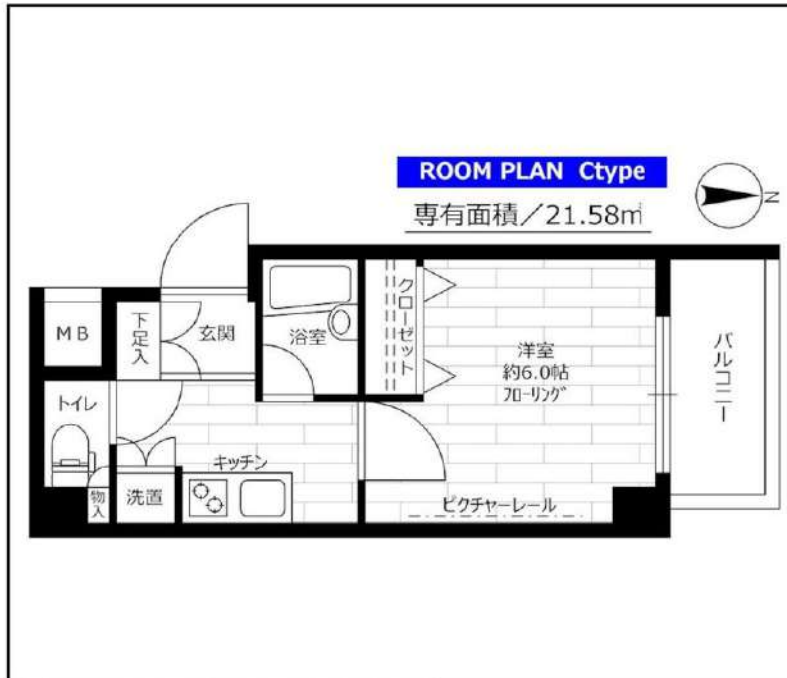 ROOM PLAN Ctype
専有面積／21.58㎡
N
MB
下足入
玄関
浴室
クローゼット
洋室
約6.0帖
フローリング
バルコニー
トイレ
キッチン
物入
洗置
ピクチャーレール